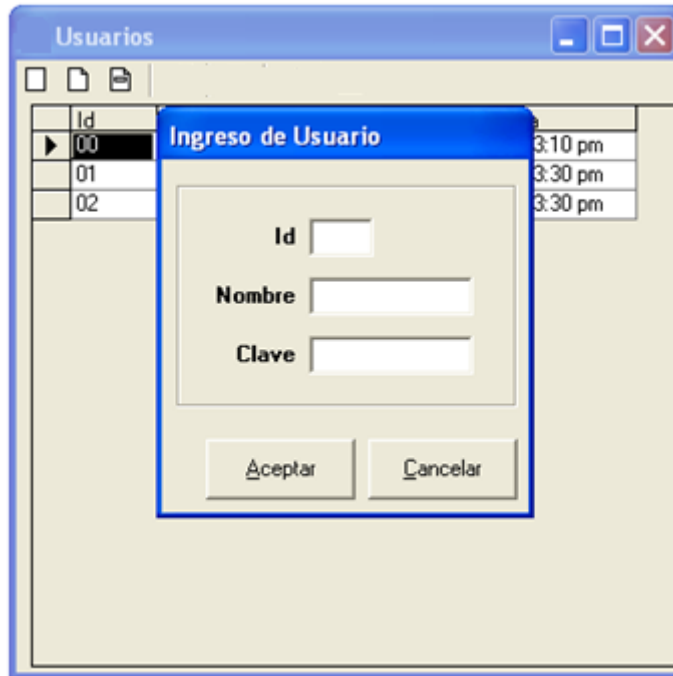 Usuarios
Id
00 3:10 pm
01 3:30 pm
02 3:30 pm
Ingreso de Usuario
Id
Nombre
Clave
Aceptar Cancelar